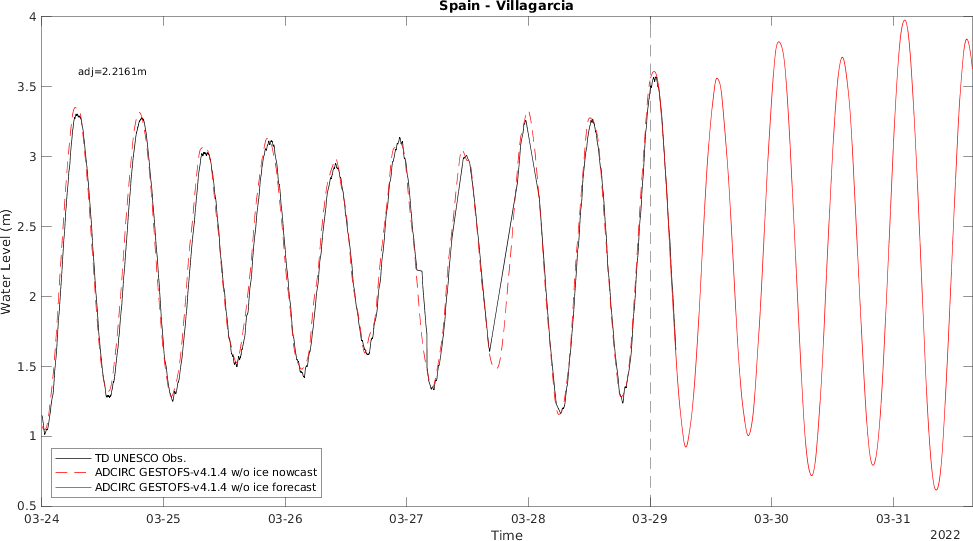 Spain - Villagarcia
4
adj=2.2161m
3.5
3
2.5
2
1.5
1
0.5
Water Level (m)
TD UNESCO Obs.
ADCIRC GESTOFS-v4.1.4 w/o ice nowcast
ADCIRC GESTOFS-v4.1.4 w/o ice forecast
03-24 03-25 03-26 03-27 03-28 03-29 03-30 03-31
Time
2022